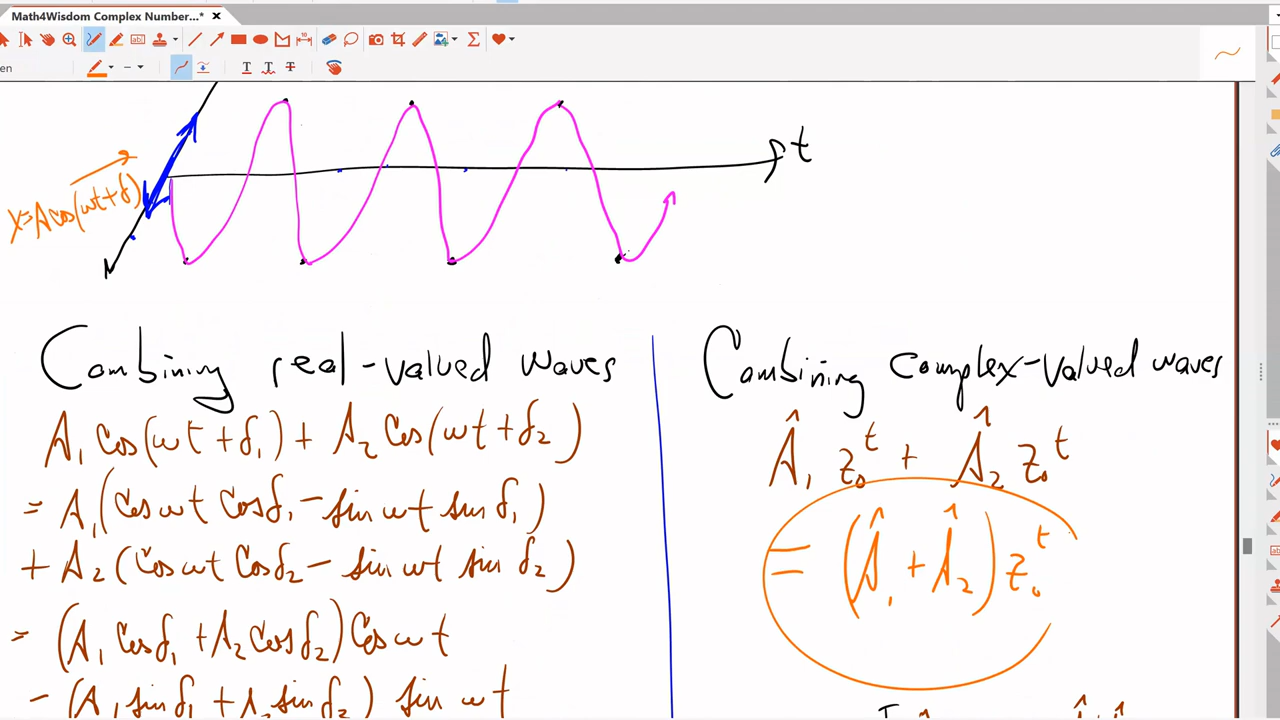 Math4Wisdom Complex Number...* ×
en
t
x=Acos(ωt+δ)
Combining real-valued waves
A₁ cos(ωt+δ₁) + A₂ cos(ωt+δ₂)
= A₁(cos ωt cos δ₁ - sin ωt sin δ₁)
+ A₂(cos ωt cos δ₂ - sin ωt sin δ₂)
= (A₁ cos δ₁ + A₂ cos δ₂) cos ωt
- (A₁ sin δ₁ + A₂ sin δ₂) sin ωt
Combining complex-valued waves
Â₁ z₀ᵗ + Â₂ z₀ᵗ
= (Â₁ + Â₂) z₀ᵗ